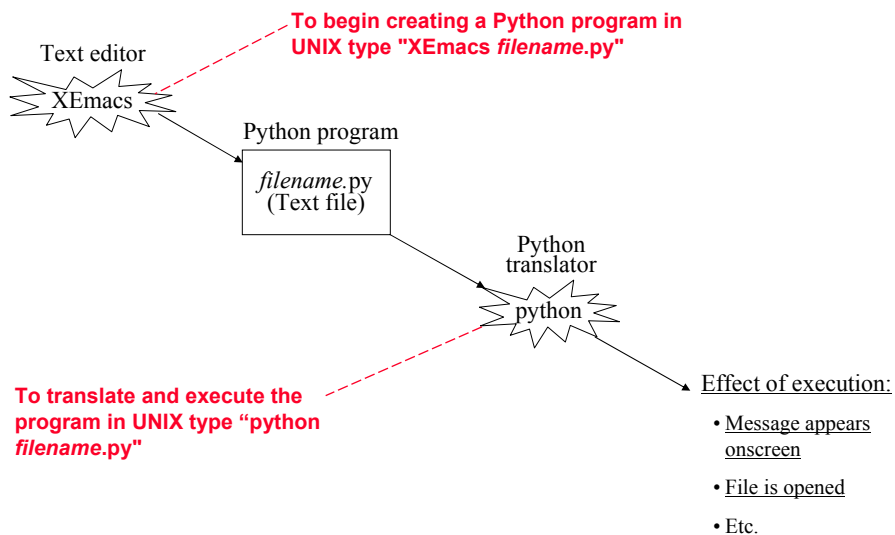 To begin creating a Python program in
UNIX type "XEmacs filename.py"
Text editor
XEmacs
Python program
filename.py
(Text file)
Python
translator
python
To translate and execute the
program in UNIX type “python
filename.py"
Effect of execution:
• Message appears
onscreen
• File is opened
• Etc.